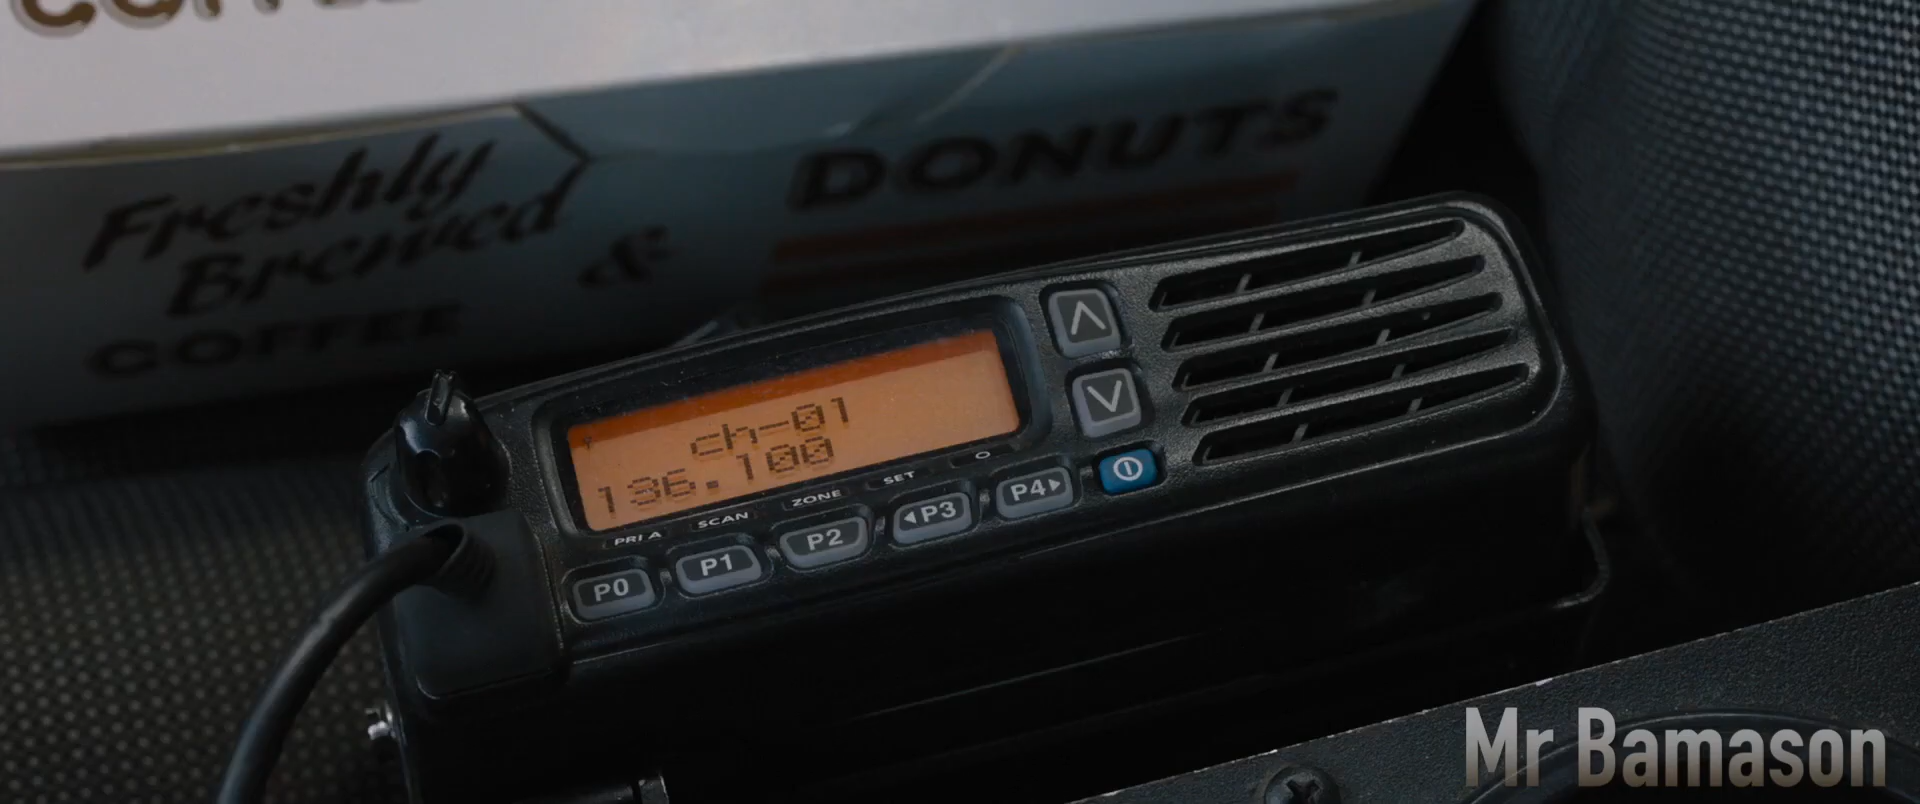 COFFEE
Freshly
Brewed
COFFEE
&
DONUTS
ch-01
136.100
PRI A
SCAN
ZONE
SET
P0
P1
P2
P3
P4
Mr Bamason